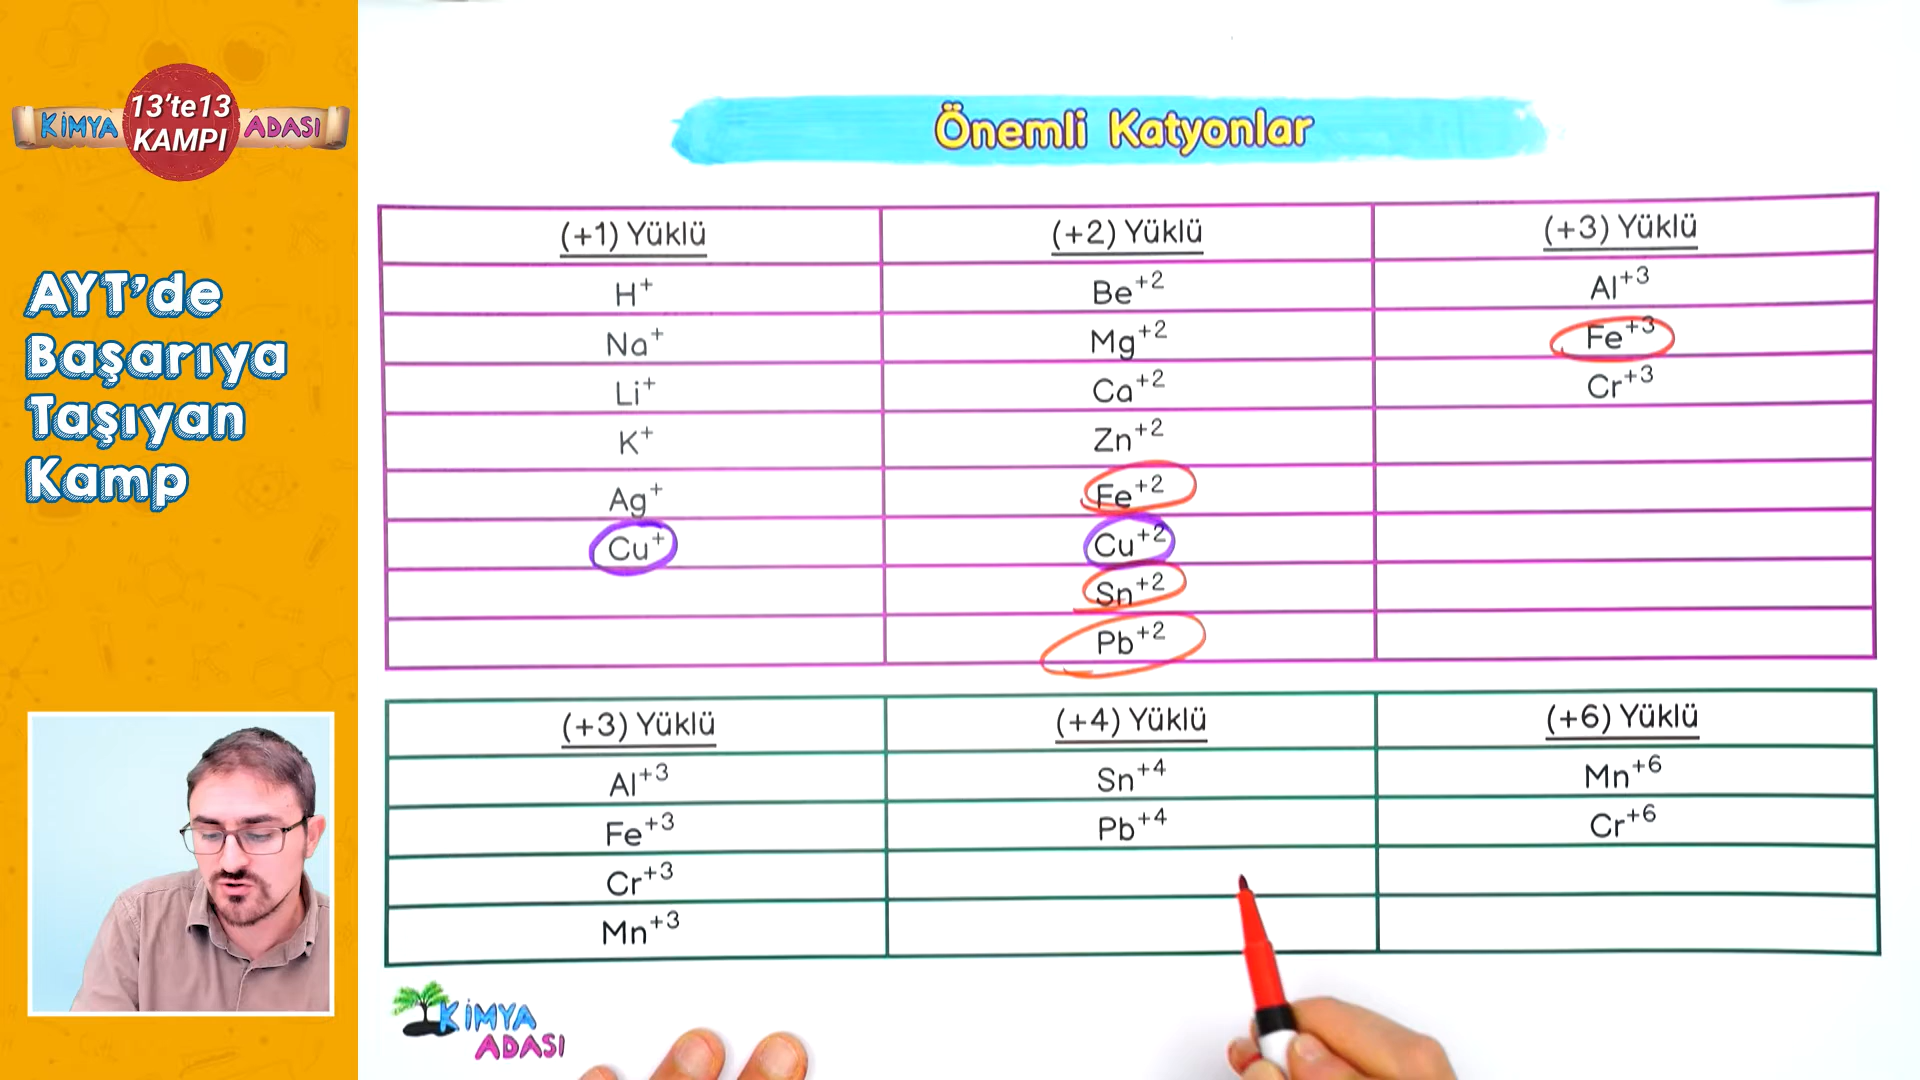 KİMYA 13'te13 ADASI
KAMPI
AYT'de
Başarıya
Taşıyan
Kamp
Önemli Katyonlar
(+1) Yüklü (+2) Yüklü (+3) Yüklü
H⁺ Be⁺² Al⁺³
Na⁺ Mg⁺² Fe⁺³
Li⁺ Ca⁺² Cr⁺³
K⁺ Zn⁺²
Ag⁺ Fe⁺²
Cu⁺ Cu⁺²
Sn⁺²
Pb⁺²
(+3) Yüklü (+4) Yüklü (+6) Yüklü
Al⁺³ Sn⁺⁴ Mn⁺⁶
Fe⁺³ Pb⁺⁴ Cr⁺⁶
Cr⁺³
Mn⁺³
KİMYA
ADASI